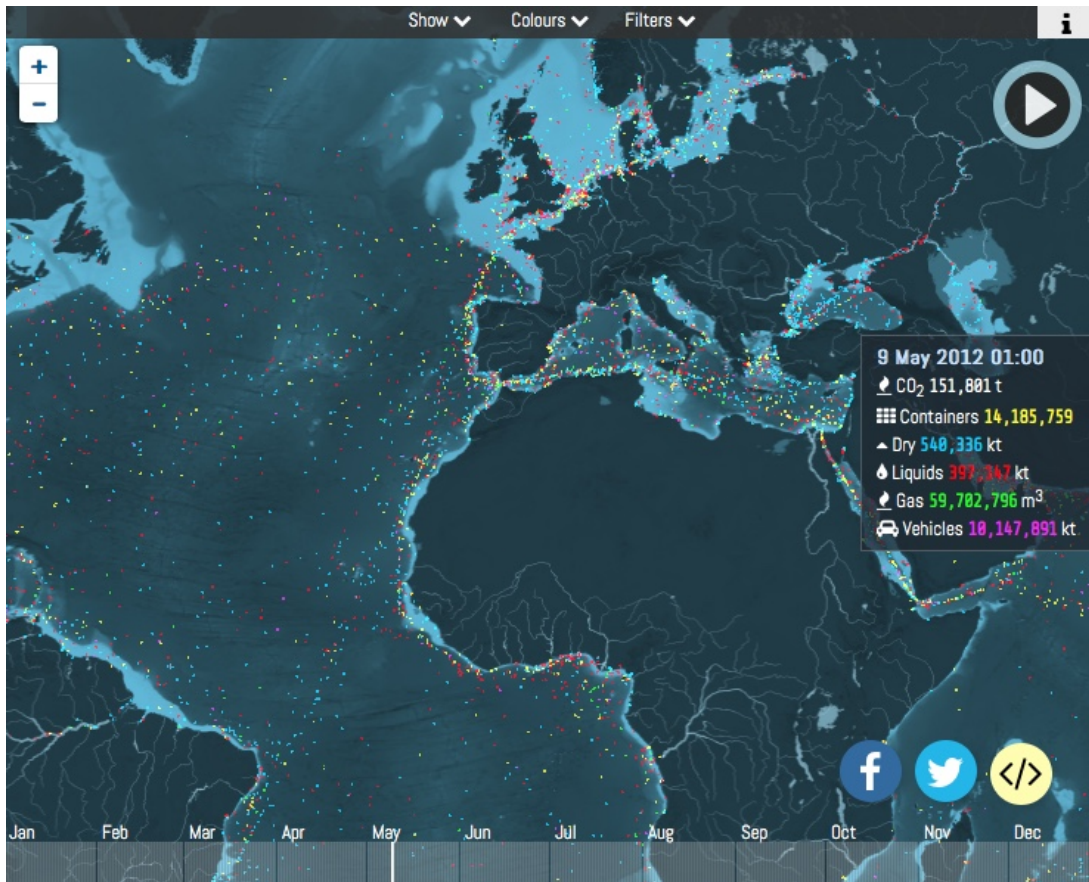 Show Colours Filters i
+
-
9 May 2012 01:00
CO2 151,801 t
Containers 14,185,759
Dry 540,336 kt
Liquids 397,347 kt
Gas 59,702,796 m3
Vehicles 10,147,891 kt
f </>
Jan Feb Mar Apr May Jun Jul Aug Sep Oct Nov Dec